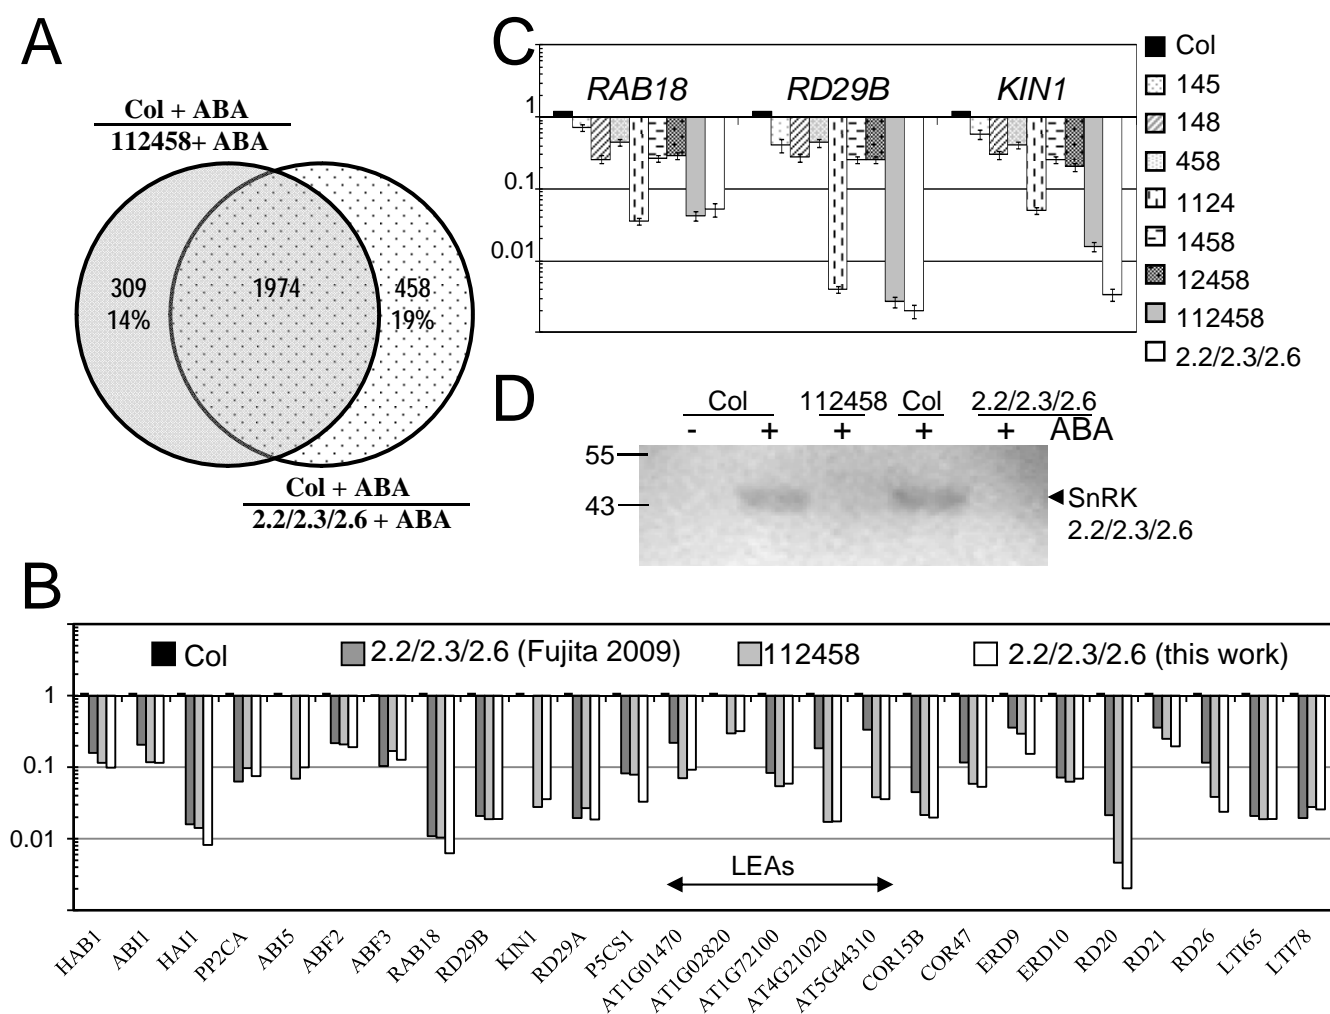 A
Col + ABA
112458+ ABA
309
14%
1974
458
19%
Col + ABA
2.2/2.3/2.6 + ABA
C
RAB18 RD29B KIN1
1
0.1
0.01
Col
145
148
458
1124
1458
12458
112458
2.2/2.3/2.6
D
Col 112458 Col 2.2/2.3/2.6
- + + + + ABA
55
43
SnRK
2.2/2.3/2.6
B
Col 2.2/2.3/2.6 (Fujita 2009) 112458 2.2/2.3/2.6 (this work)
1
0.1
0.01
LEAs
HAB1 ABI1 HAI1 PP2CA ABI5 ABF2 ABF3 RAB18 RD29B KIN1 RD29A P5CS1 AT1G01470 AT1G02820 AT1G72100 AT4G21020 AT5G44310 COR15B COR47 ERD9 ERD10 RD20 RD21 RD26 LTI65 LTI78